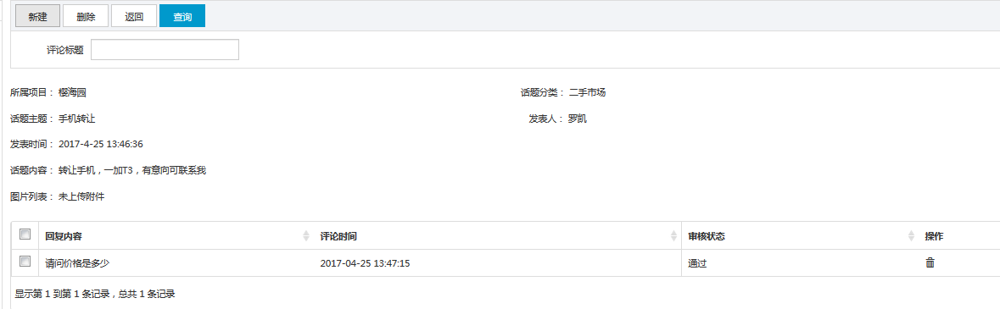 新建 删除 返回 查询
评论标题
所属项目： 樱海园 话题分类： 二手市场
话题主题： 手机转让 发表人： 罗凯
发表时间： 2017-4-25 13:46:36
话题内容： 转让手机，一加T3，有意向可联系我
图片列表： 未上传附件
回复内容 评论时间 审核状态 操作
请问价格是多少 2017-04-25 13:47:15 通过
显示第 1 到第 1 条记录，总共 1 条记录